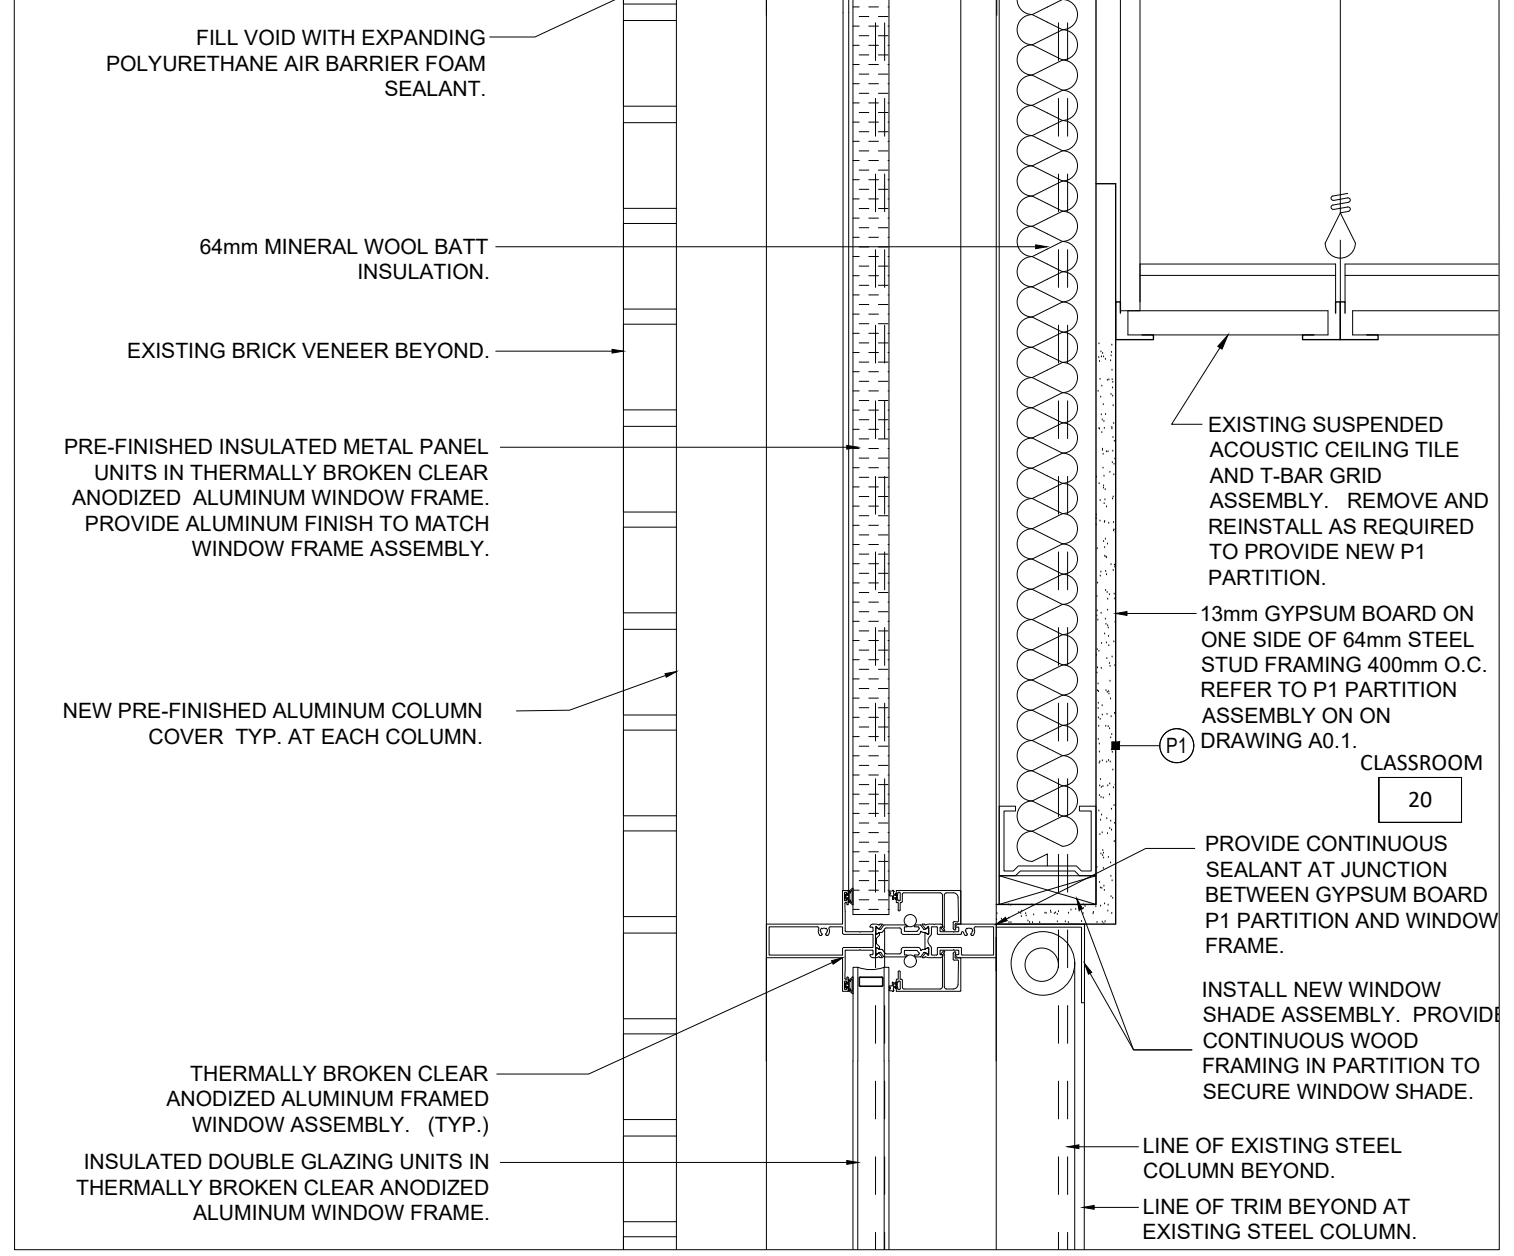 FILL VOID WITH EXPANDING
POLYURETHANE AIR BARRIER FOAM
SEALANT.
64mm MINERAL WOOL BATT
INSULATION.
EXISTING BRICK VENEER BEYOND.
PRE-FINISHED INSULATED METAL PANEL
UNITS IN THERMALLY BROKEN CLEAR
ANODIZED ALUMINUM WINDOW FRAME.
PROVIDE ALUMINUM FINISH TO MATCH
WINDOW FRAME ASSEMBLY.
NEW PRE-FINISHED ALUMINUM COLUMN
COVER TYP. AT EACH COLUMN.
THERMALLY BROKEN CLEAR
ANODIZED ALUMINUM FRAMED
WINDOW ASSEMBLY. (TYP.)
INSULATED DOUBLE GLAZING UNITS IN
THERMALLY BROKEN CLEAR ANODIZED
ALUMINUM WINDOW FRAME.
EXISTING SUSPENDED
ACOUSTIC CEILING TILE
AND T-BAR GRID
ASSEMBLY. REMOVE AND
REINSTALL AS REQUIRED
TO PROVIDE NEW P1
PARTITION.
13mm GYPSUM BOARD ON
ONE SIDE OF 64mm STEEL
STUD FRAMING 400mm O.C.
REFER TO P1 PARTITION
ASSEMBLY ON ON
DRAWING A0.1.
P1
CLASSROOM
20
PROVIDE CONTINUOUS
SEALANT AT JUNCTION
BETWEEN GYPSUM BOARD
P1 PARTITION AND WINDOW
FRAME.
INSTALL NEW WINDOW
SHADE ASSEMBLY. PROVIDE
CONTINUOUS WOOD
FRAMING IN PARTITION TO
SECURE WINDOW SHADE.
LINE OF EXISTING STEEL
COLUMN BEYOND.
LINE OF TRIM BEYOND AT
EXISTING STEEL COLUMN.